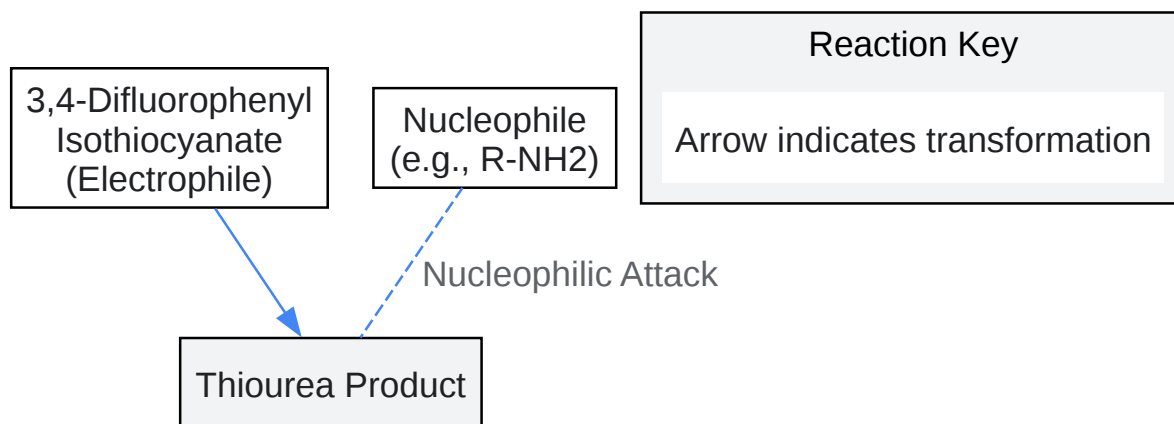 3,4-Difluorophenyl
Isothiocyanate
(Electrophile)
Nucleophile
(e.g., R-NH2)
Reaction Key
Arrow indicates transformation
Nucleophilic Attack
Thiourea Product